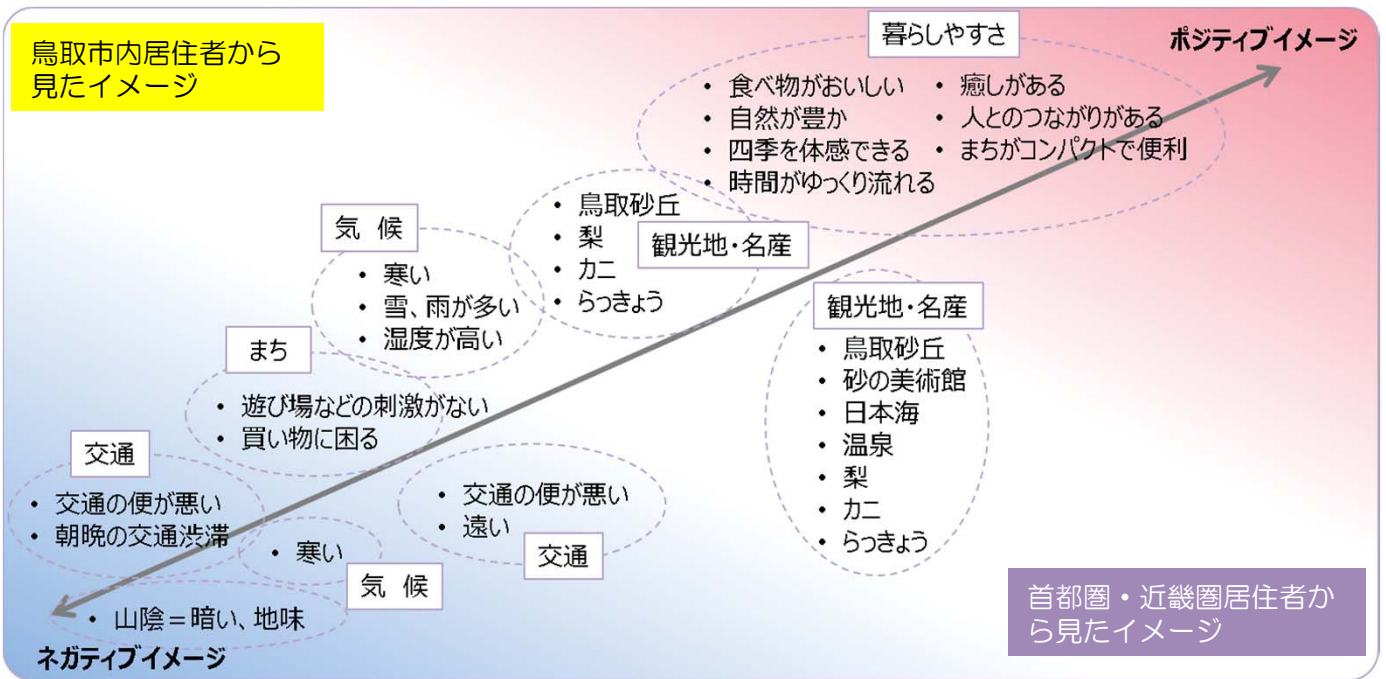 鳥取市内居住者から
見たイメージ
暮らしやすさ
ポジティブイメージ
• 食べ物がおいしい
• 自然が豊か
• 四季を体感できる
• 時間がゆっくり流れる
• 癒しがある
• 人とのつながりがある
• まちがコンパクトで便利
気 候
• 寒い
• 雪、雨が多い
• 湿度が高い
• 鳥取砂丘
• 梨
• カニ
• らっきょう
観光地・名産
まち
• 遊び場などの刺激がない
• 買い物に困る
観光地・名産
• 鳥取砂丘
• 砂の美術館
• 日本海
• 温泉
• 梨
• カニ
• らっきょう
交通
• 交通の便が悪い
• 朝晩の交通渋滞
• 交通の便が悪い
• 遠い
交通
• 寒い
気 候
• 山陰=暗い、地味
ネガティブイメージ
首都圏・近畿圏居住者か
ら見たイメージ